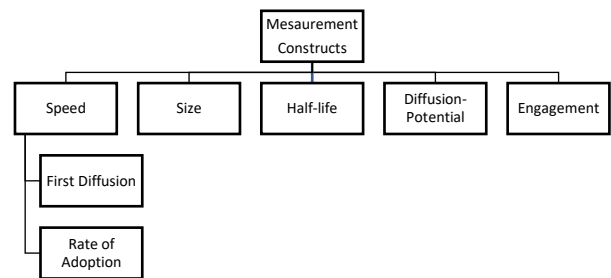 Mesaurement
Constructs
Speed
Size
Half-life
Diffusion-
Potential
Engagement
First Diffusion
Rate of
Adoption